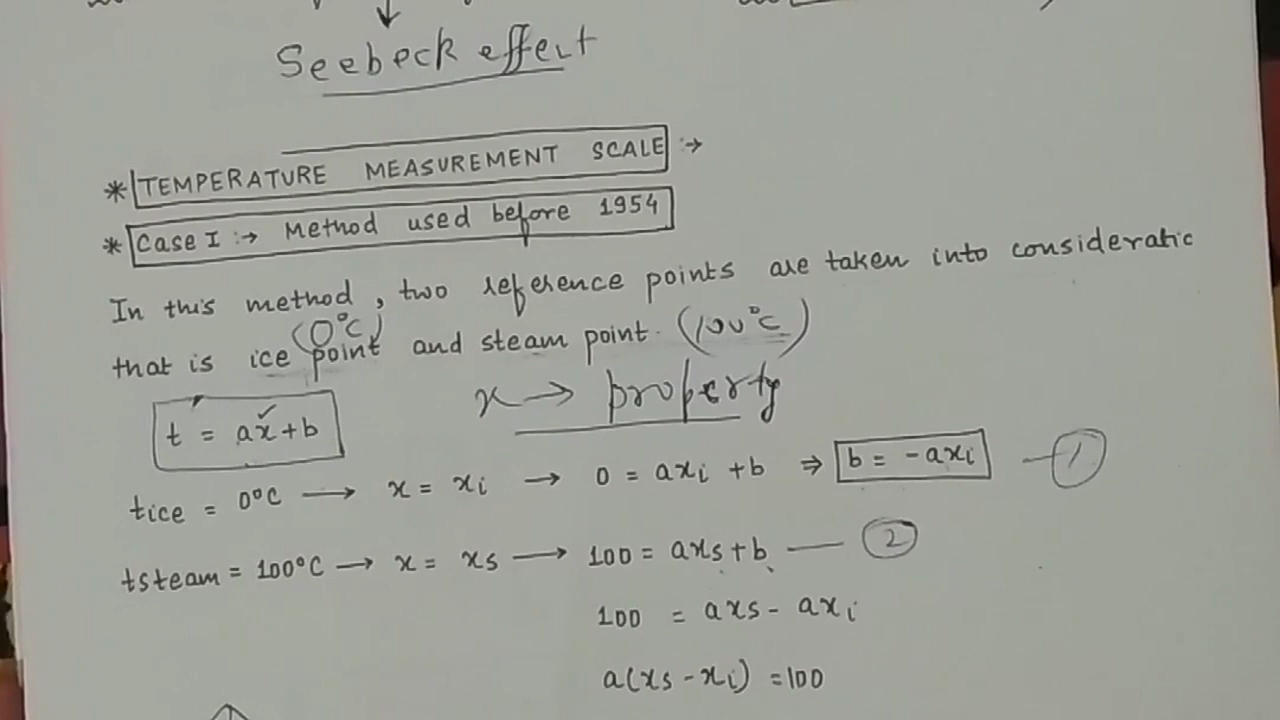 Seebeck effect
* TEMPERATURE MEASUREMENT SCALE :→
* Case I :→ Method used before 1954
In this method, two reference points are taken into consideratio
(0°C) (100°C)
that is ice point and steam point.
x → property
t = ax + b
tice = 0°C → x = xi → 0 = axi + b ⇒ b = -axi — 1
tsteam = 100°C → x = xs → 100 = axs + b — 2
100 = axs - axi
a(xs - xi) = 100